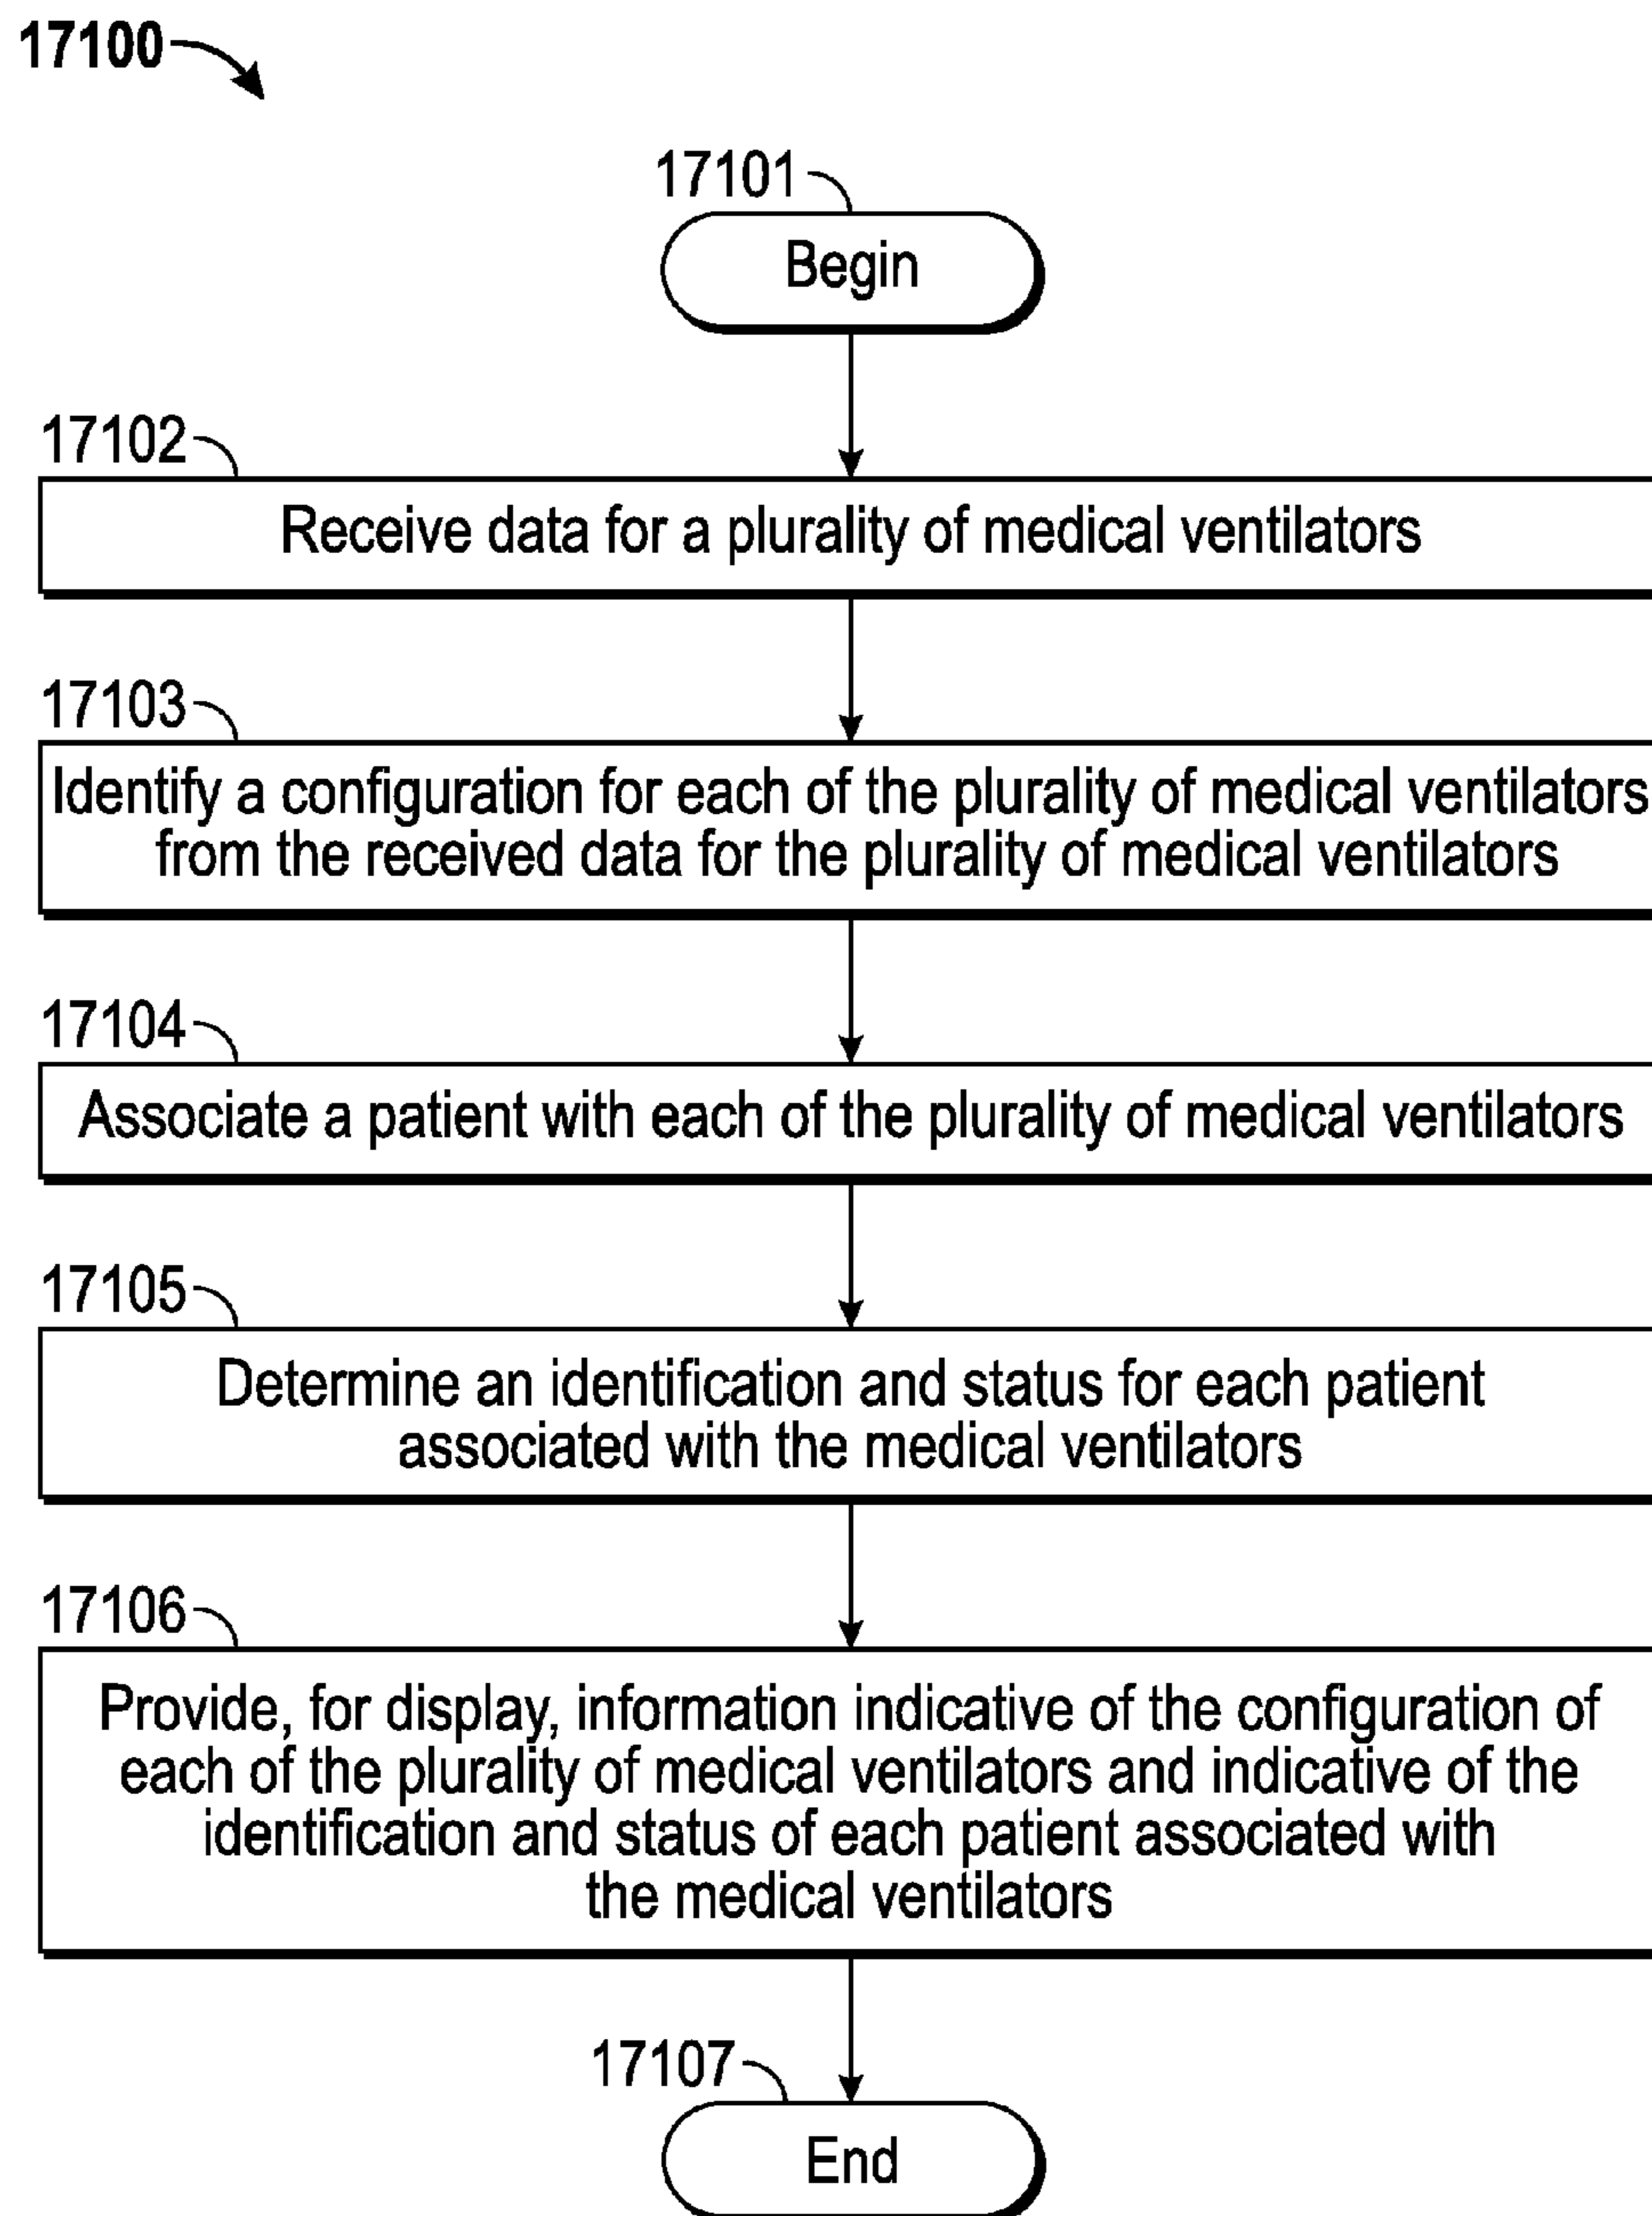 17100
17101
Begin
17102
Receive data for a plurality of medical ventilators
17103
Identify a configuration for each of the plurality of medical ventilators
from the received data for the plurality of medical ventilators
17104
Associate a patient with each of the plurality of medical ventilators
17105
Determine an identification and status for each patient
associated with the medical ventilators
17106
Provide, for display, information indicative of the configuration of
each of the plurality of medical ventilators and indicative of the
identification and status of each patient associated with
the medical ventilators
17107
End